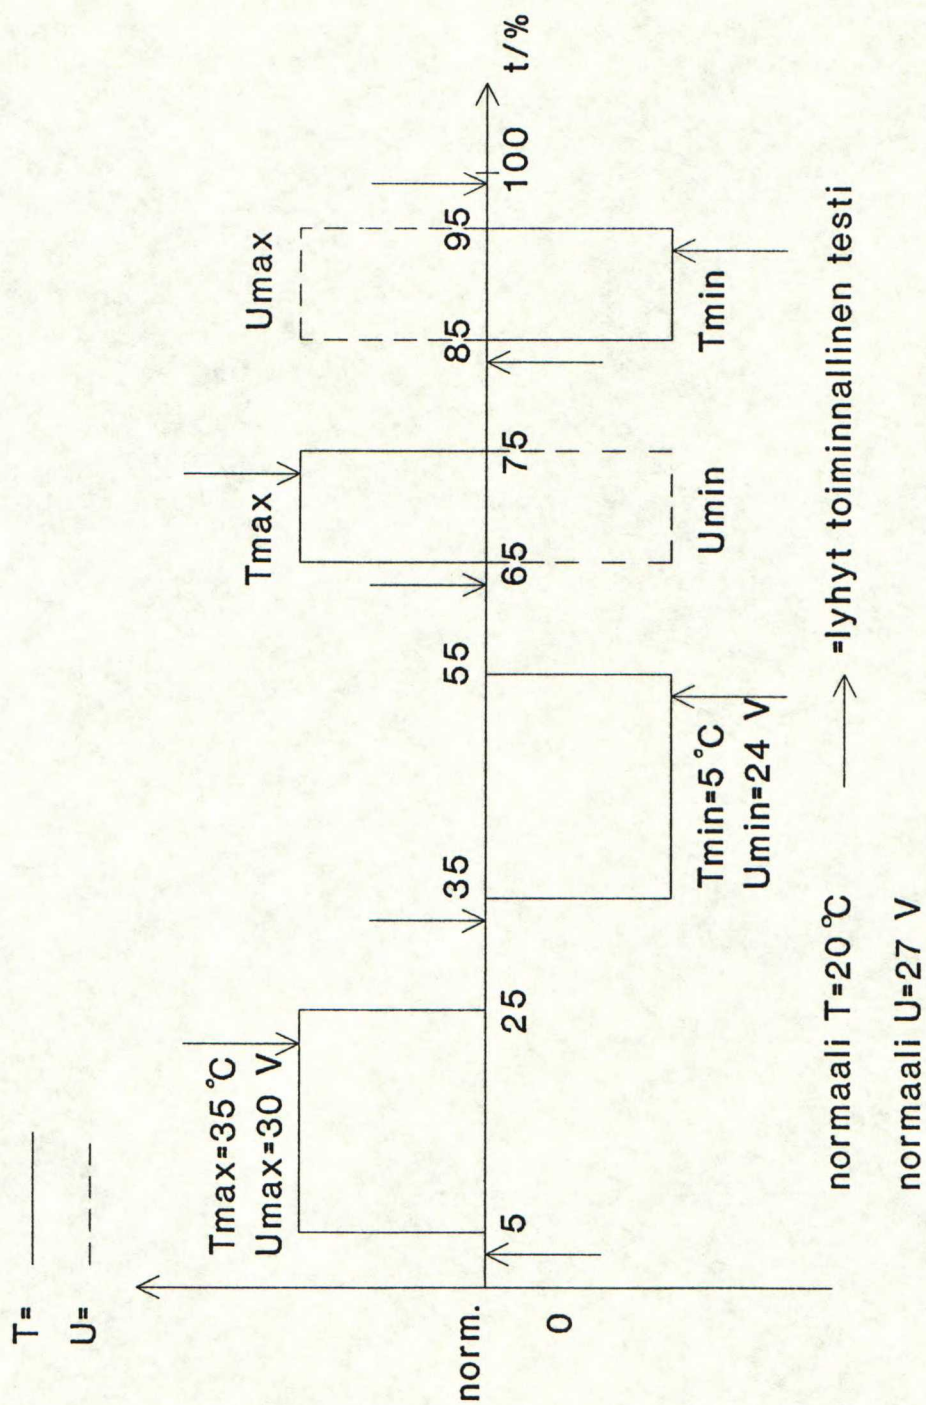 T=
U=
Tmax=35 °C
Umax=30 V
Tmax
Umax
norm.
0
5
25
35
55
65
75
85
95
100
t/%
Tmin=5 °C
Umin=24 V
Umin
Tmin
normaali T=20 °C
normaali U=27 V
=lyhyt toiminnallinen testi